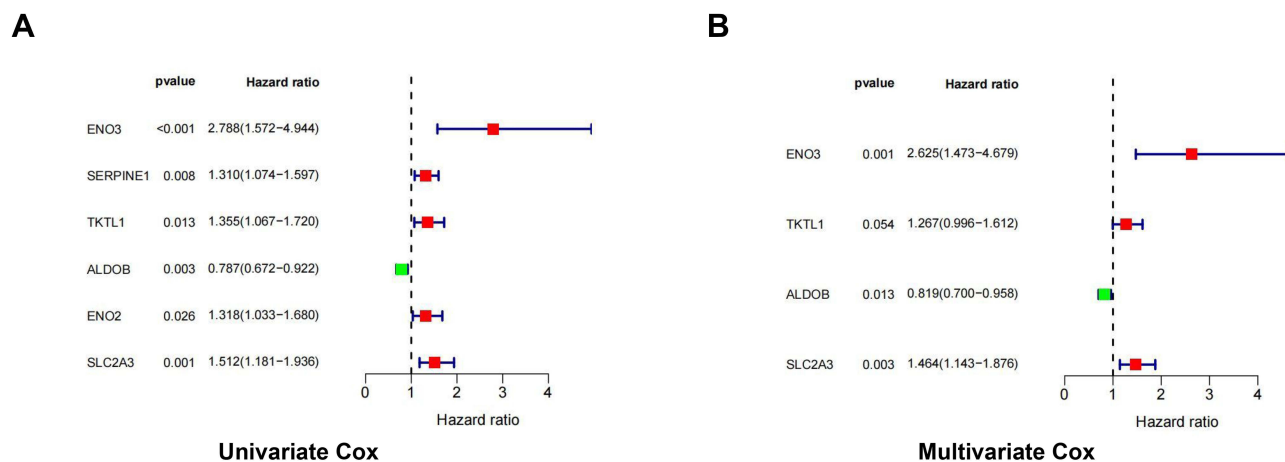 A
pvalue Hazard ratio
ENO3 <0.001 2.788(1.572−4.944)
SERPINE1 0.008 1.310(1.074−1.597)
TKTL1 0.013 1.355(1.067−1.720)
ALDOB 0.003 0.787(0.672−0.922)
ENO2 0.026 1.318(1.033−1.680)
SLC2A3 0.001 1.512(1.181−1.936)
0 1 2 3 4
Hazard ratio
Univariate Cox
B
pvalue Hazard ratio
ENO3 0.001 2.625(1.473−4.679)
TKTL1 0.054 1.267(0.996−1.612)
ALDOB 0.013 0.819(0.700−0.958)
SLC2A3 0.003 1.464(1.143−1.876)
0 1 2 3 4
Hazard ratio
Multivariate Cox